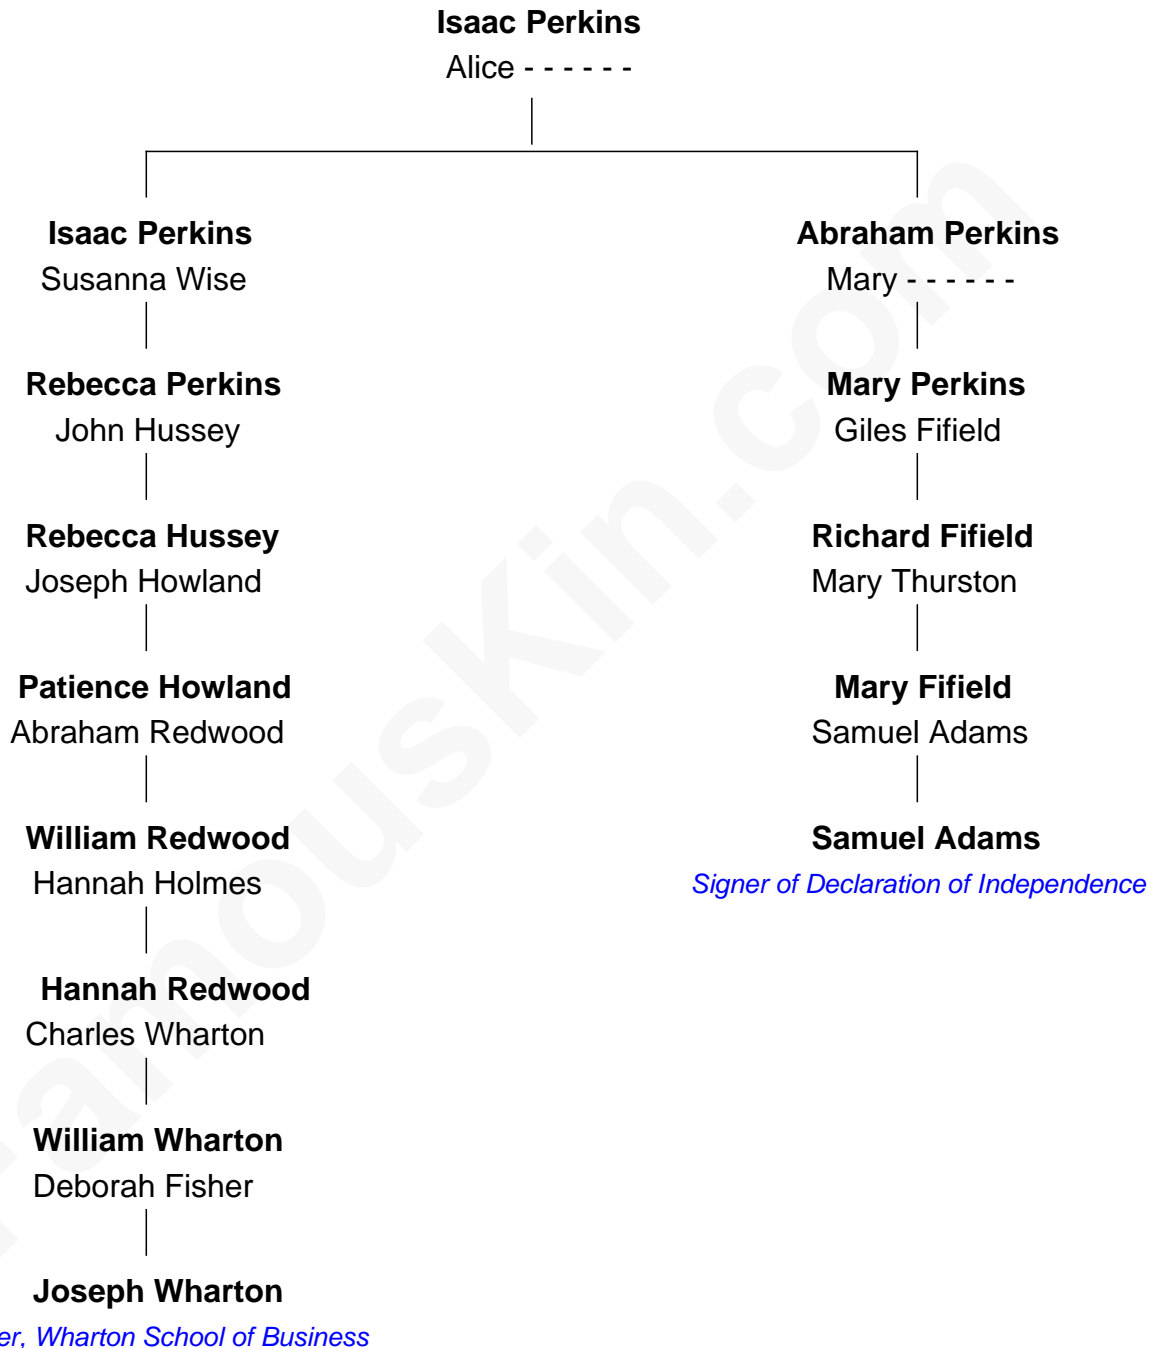 Isaac Perkins
Alice - - - - - -
Isaac Perkins
Susanna Wise
Rebecca Perkins
John Hussey
Rebecca Hussey
Joseph Howland
Patience Howland
Abraham Redwood
William Redwood
Hannah Holmes
Hannah Redwood
Charles Wharton
William Wharton
Deborah Fisher
Joseph Wharton
er, Wharton School of Business
Abraham Perkins
Mary - - - - - -
Mary Perkins
Giles Fifield
Richard Fifield
Mary Thurston
Mary Fifield
Samuel Adams
Samuel Adams
Signer of Declaration of Independence
FamousKin.com